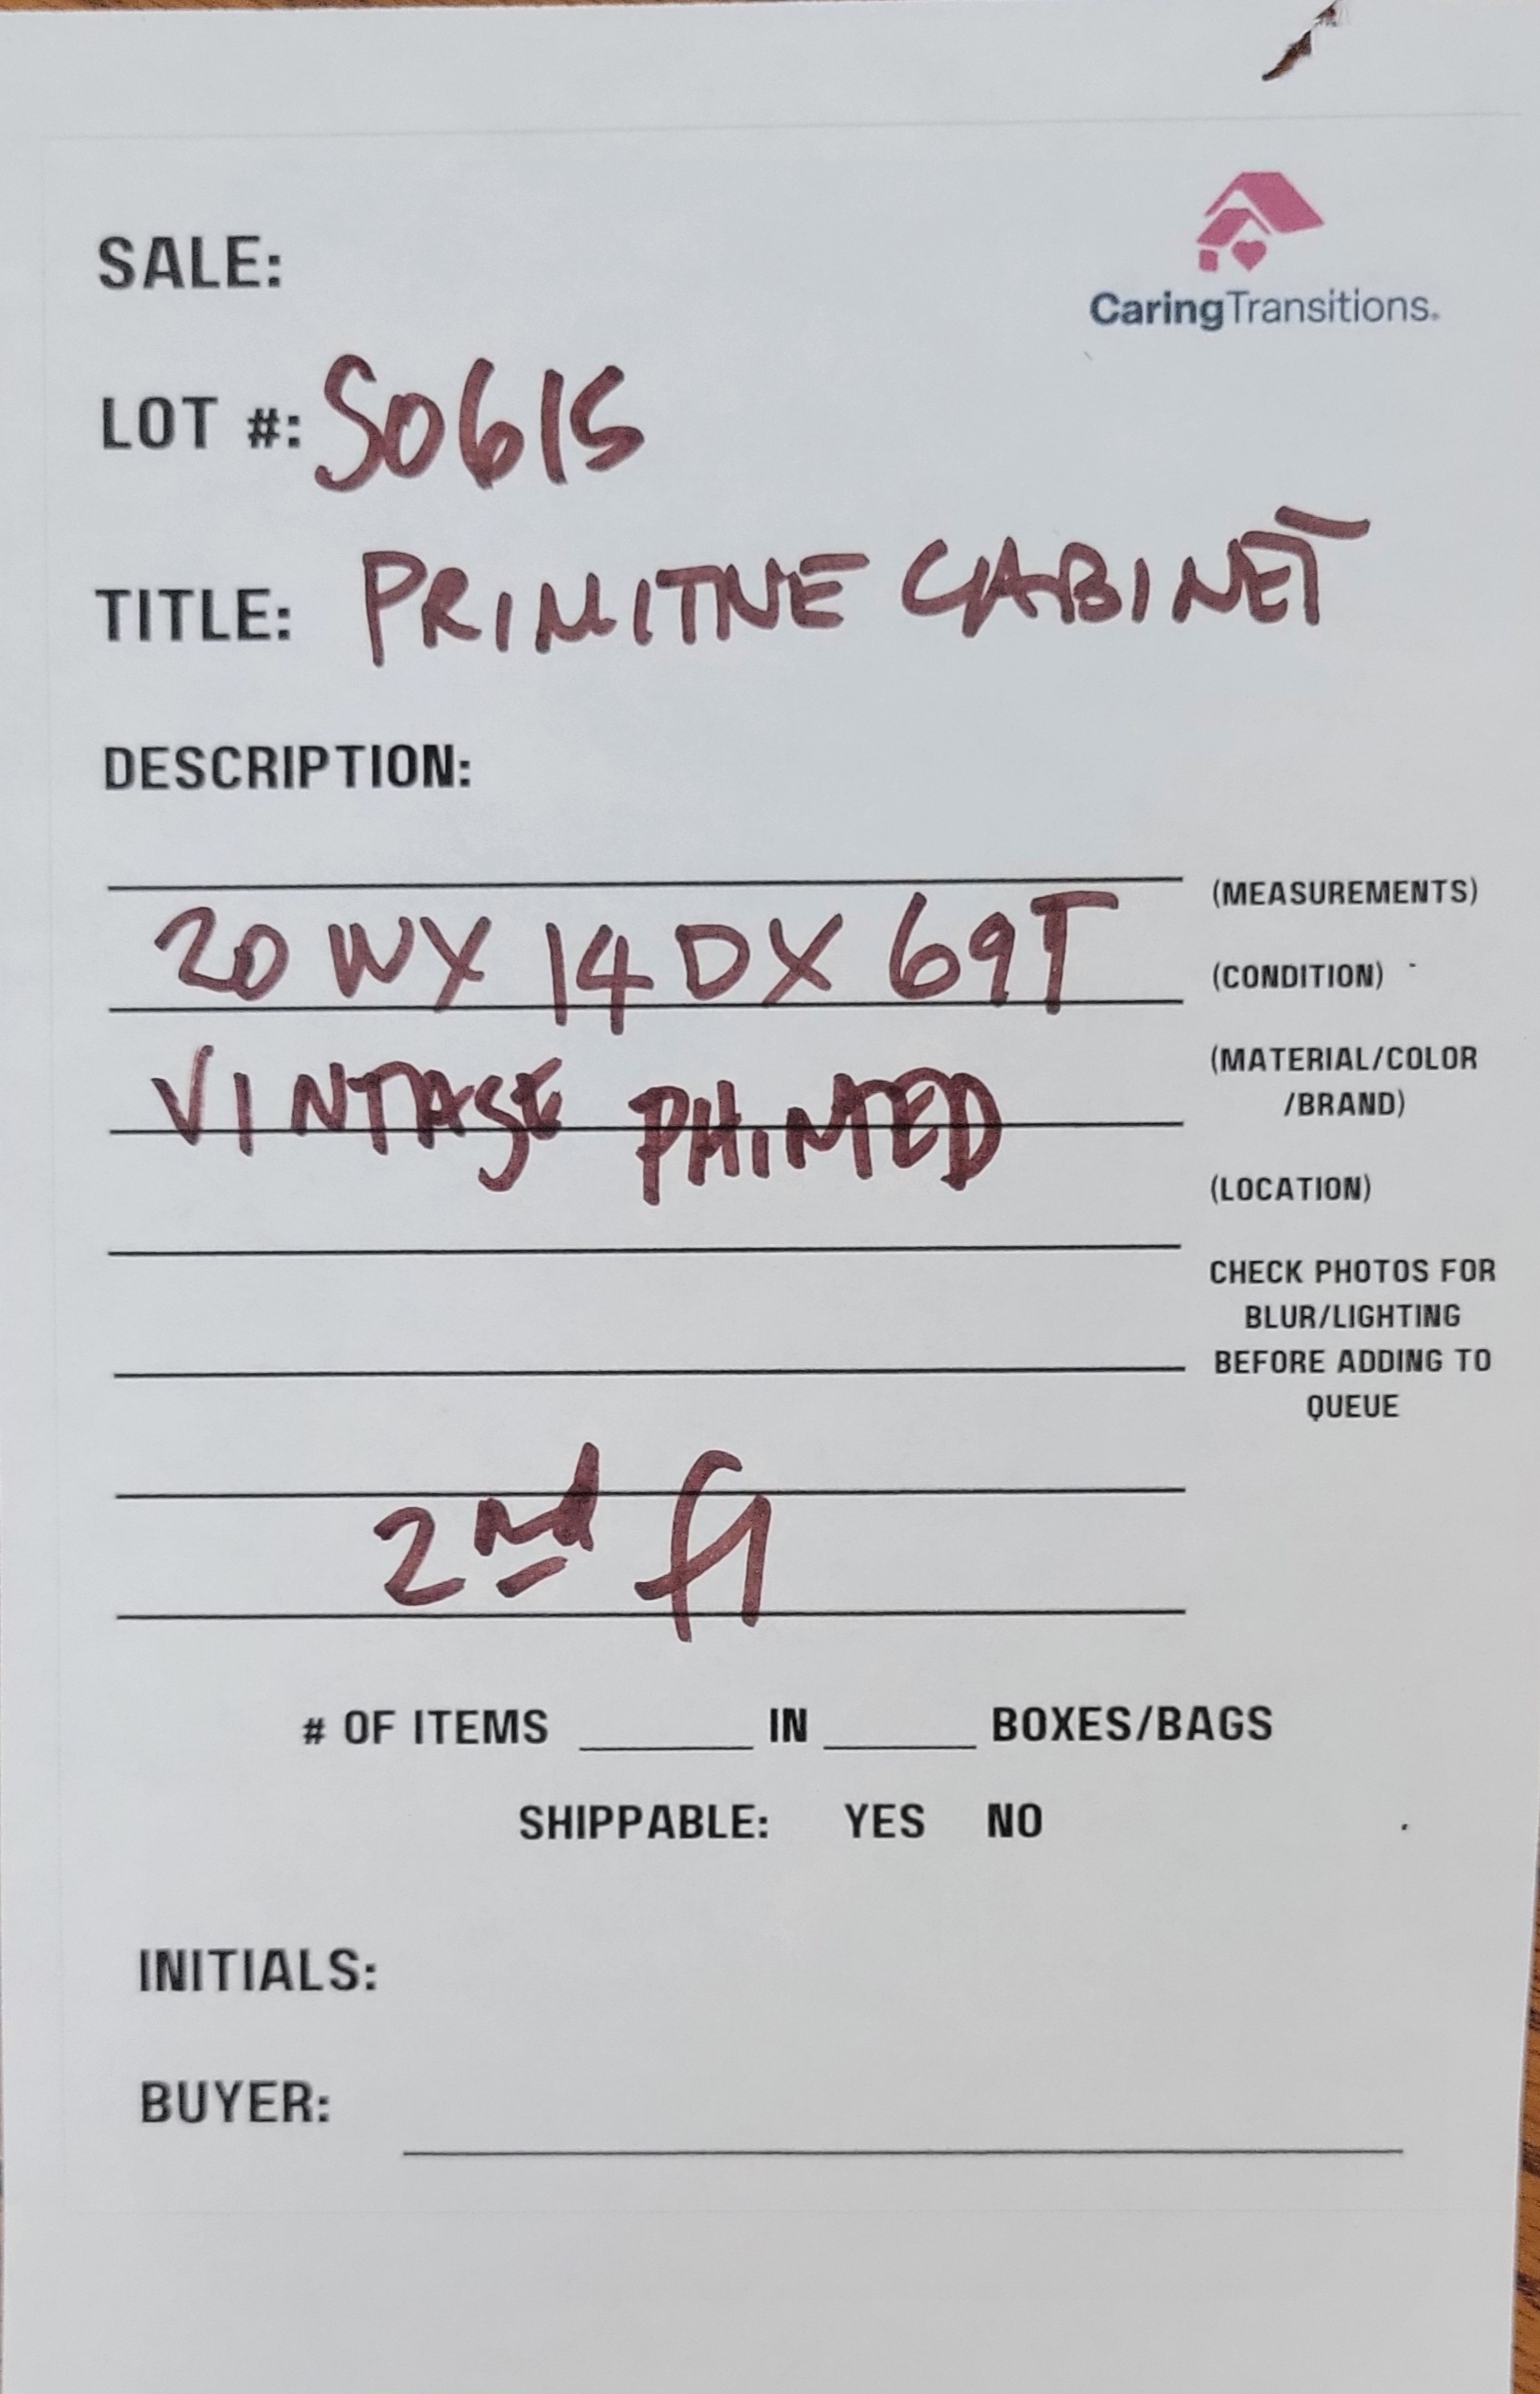 SALE:
CaringTransitions.
LOT #: S0615
TITLE: PRIMITIVE CABINET
DESCRIPTION:
(MEASUREMENTS)
20 W X 14 D X 69 T
(CONDITION)
VINTAGE PAINTED
(MATERIAL/COLOR
/BRAND)
(LOCATION)
CHECK PHOTOS FOR
BLUR/LIGHTING
BEFORE ADDING TO
QUEUE
2nd fl
# OF ITEMS ______ IN ______ BOXES/BAGS
SHIPPABLE: YES NO
INITIALS:
BUYER: